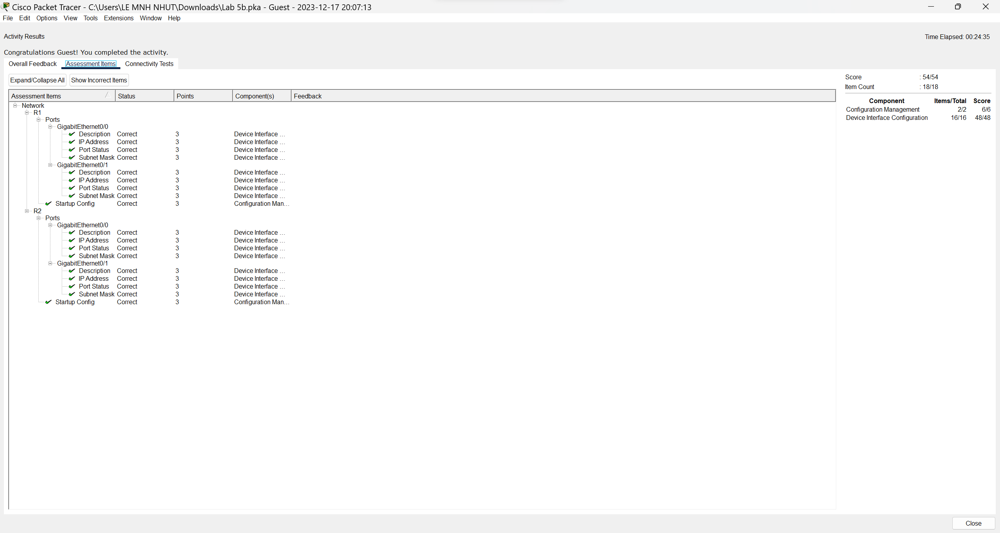 Cisco Packet Tracer - C:\Users\LE MNH NHUT\Downloads\Lab 5b.pka - Guest - 2023-12-17 20:07:13
File Edit Options View Tools Extensions Window Help
Activity Results
Time Elapsed: 00:24:35
Congratulations Guest! You completed the activity.
Overall Feedback Assessment Items Connectivity Tests
Expand/Collapse All Show Incorrect Items
Assessment Items Status Points Component(s) Feedback
Network
R1
Ports
GigabitEthernet0/0
Description Correct 3 Device Interface ...
IP Address Correct 3 Device Interface ...
Port Status Correct 3 Device Interface ...
Subnet Mask Correct 3 Device Interface ...
GigabitEthernet0/1
Description Correct 3 Device Interface ...
IP Address Correct 3 Device Interface ...
Port Status Correct 3 Device Interface ...
Subnet Mask Correct 3 Device Interface ...
Startup Config Correct 3 Configuration Man...
R2
Ports
GigabitEthernet0/0
Description Correct 3 Device Interface ...
IP Address Correct 3 Device Interface ...
Port Status Correct 3 Device Interface ...
Subnet Mask Correct 3 Device Interface ...
GigabitEthernet0/1
Description Correct 3 Device Interface ...
IP Address Correct 3 Device Interface ...
Port Status Correct 3 Device Interface ...
Subnet Mask Correct 3 Device Interface ...
Startup Config Correct 3 Configuration Man...
Score : 54/54
Item Count : 18/18
Component Items/Total Score
Configuration Management 2/2 6/6
Device Interface Configuration 16/16 48/48
Close